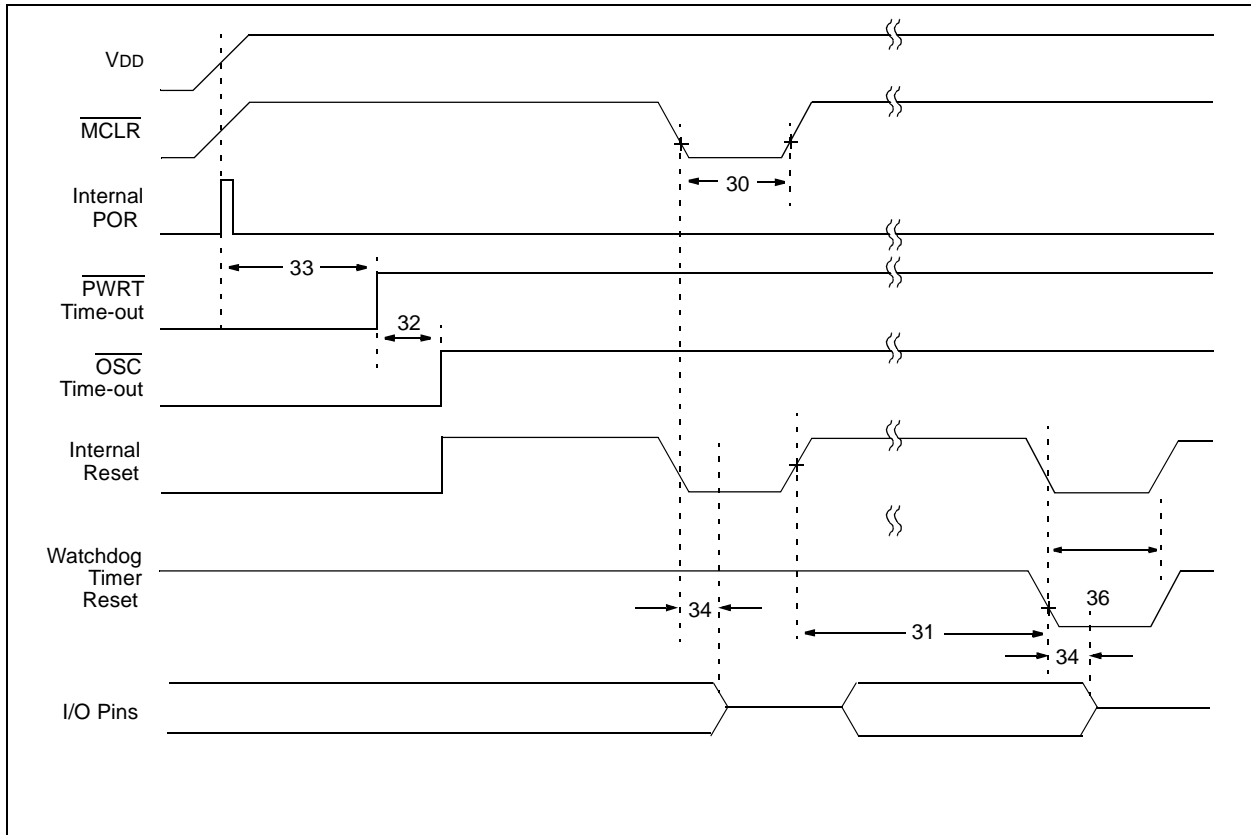 VDD
MCLR
30
Internal
POR
33
PWRT
Time-out
32
OSC
Time-out
Internal
Reset
Watchdog
Timer
Reset
34
36
31
34
I/O Pins